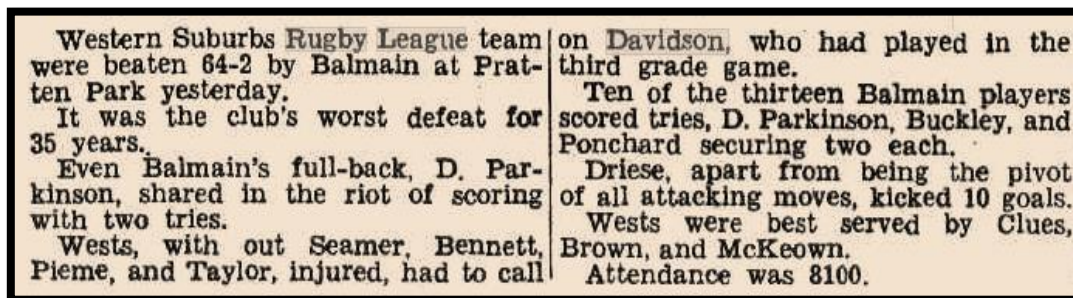 Western Suburbs Rugby League team
were beaten 64-2 by Balmain at Prat-
ten Park yesterday.
It was the club's worst defeat for
35 years.
Even Balmain's full-back, D. Par-
kinson, shared in the riot of scoring
with two tries.
Wests, with out Seamer, Bennett,
Pieme, and Taylor, injured, had to call
on Davidson, who had played in the
third grade game.
Ten of the thirteen Balmain players
scored tries, D. Parkinson, Buckley, and
Ponchard securing two each.
Driese, apart from being the pivot
of all attacking moves, kicked 10 goals.
Wests were best served by Clues,
Brown, and McKeown.
Attendance was 8100.